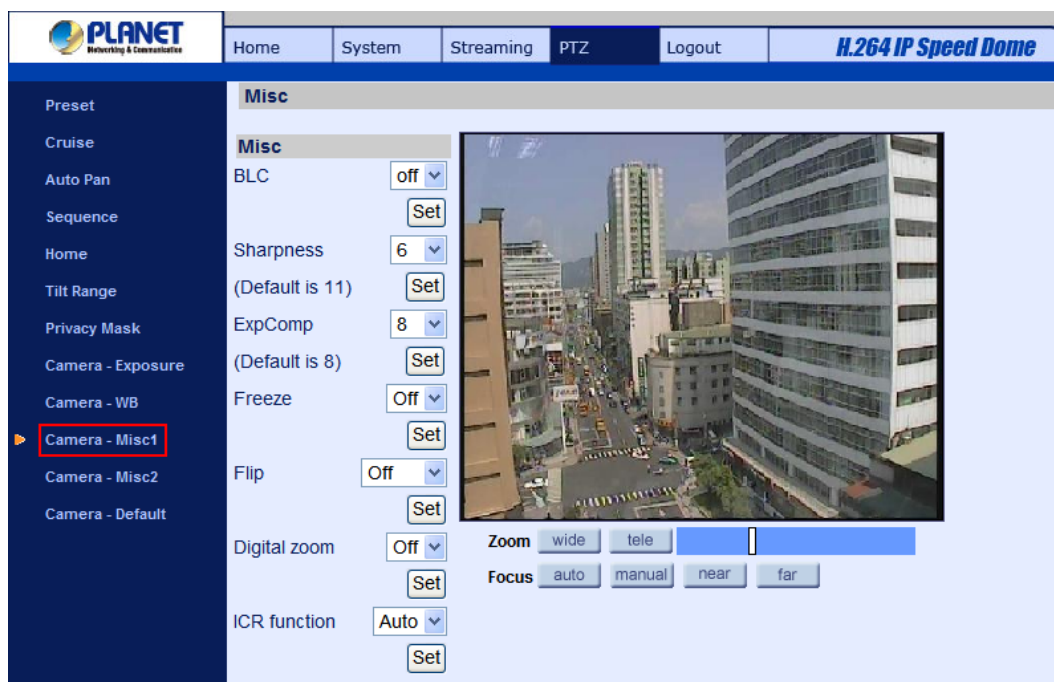 PLANET
Networking & Communication
Home
System
Streaming
PTZ
Logout
H.264 IP Speed Dome
Preset
Cruise
Auto Pan
Sequence
Home
Tilt Range
Privacy Mask
Camera - Exposure
Camera - WB
Camera - Misc1
Camera - Misc2
Camera - Default
Misc
Misc
BLC off
Set
Sharpness 6
(Default is 11) Set
ExpComp 8
(Default is 8) Set
Freeze Off
Set
Flip Off
Set
Digital zoom Off
Set
ICR function Auto
Set
Zoom wide tele
Focus auto manual near far